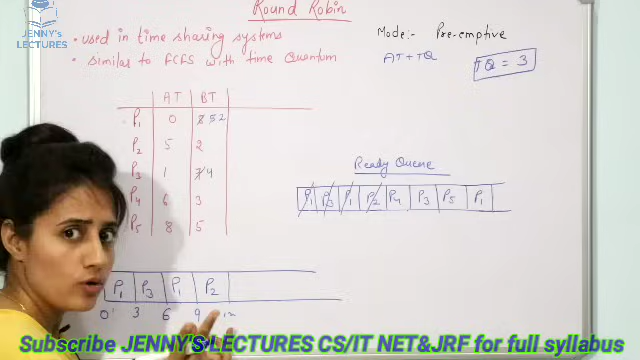 JENNY'S
LECTURES
Round Robin
• used in time sharing systems
• similar to FCFS with time Quantum
Mode:- Pre-emptive
AT+TQ
TQ = 3
AT BT
P1 0 8 5 2
P2 5 2
P3 1 7 4
P4 6 3
P5 8 5
Ready Queue
P1 P3 P1 P2 P4 P3 P5 P1
P1 P3 P1 P2
0 3 6 9
Subscribe JENNY'S LECTURES CS/IT NET&JRF for full syllabus